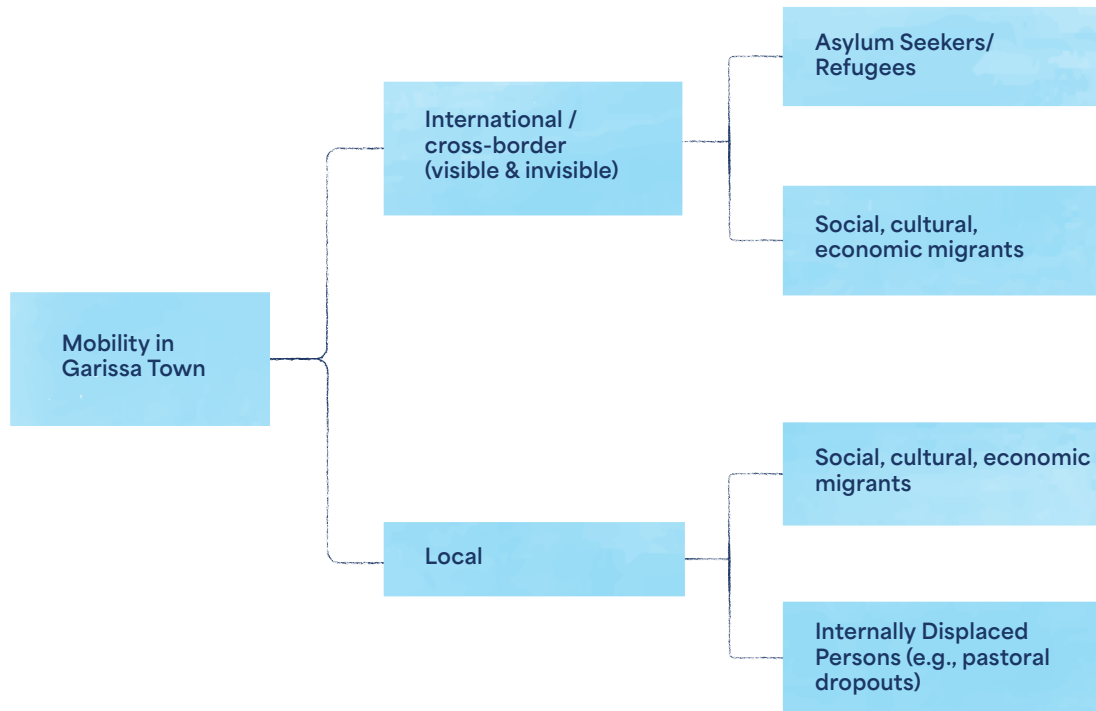 Asylum Seekers/
Refugees
International /
cross-border
(visible & invisible)
Social, cultural,
economic migrants
Mobility in
Garissa Town
Social, cultural, economic
migrants
Local
Internally Displaced
Persons (e.g., pastoral
dropouts)